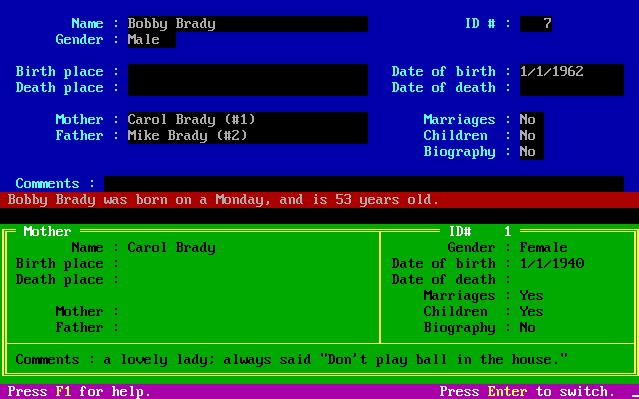 Name : Bobby Brady ID # : 7
Gender : Male
Birth place : Date of birth : 1/1/1962
Death place : Date of death :
Mother : Carol Brady (#1) Marriages : No
Father : Mike Brady (#2) Children : No
Biography : No
Comments :
Bobby Brady was born on a Monday, and is 53 years old.
Mother ID# 1
Name : Carol Brady Gender : Female
Birth place : Date of birth : 1/1/1940
Death place : Date of death :
Marriages : Yes
Mother : Children : Yes
Father : Biography : No
Comments : a lovely lady; always said "Don't play ball in the house."
Press F1 for help. Press Enter to switch. _